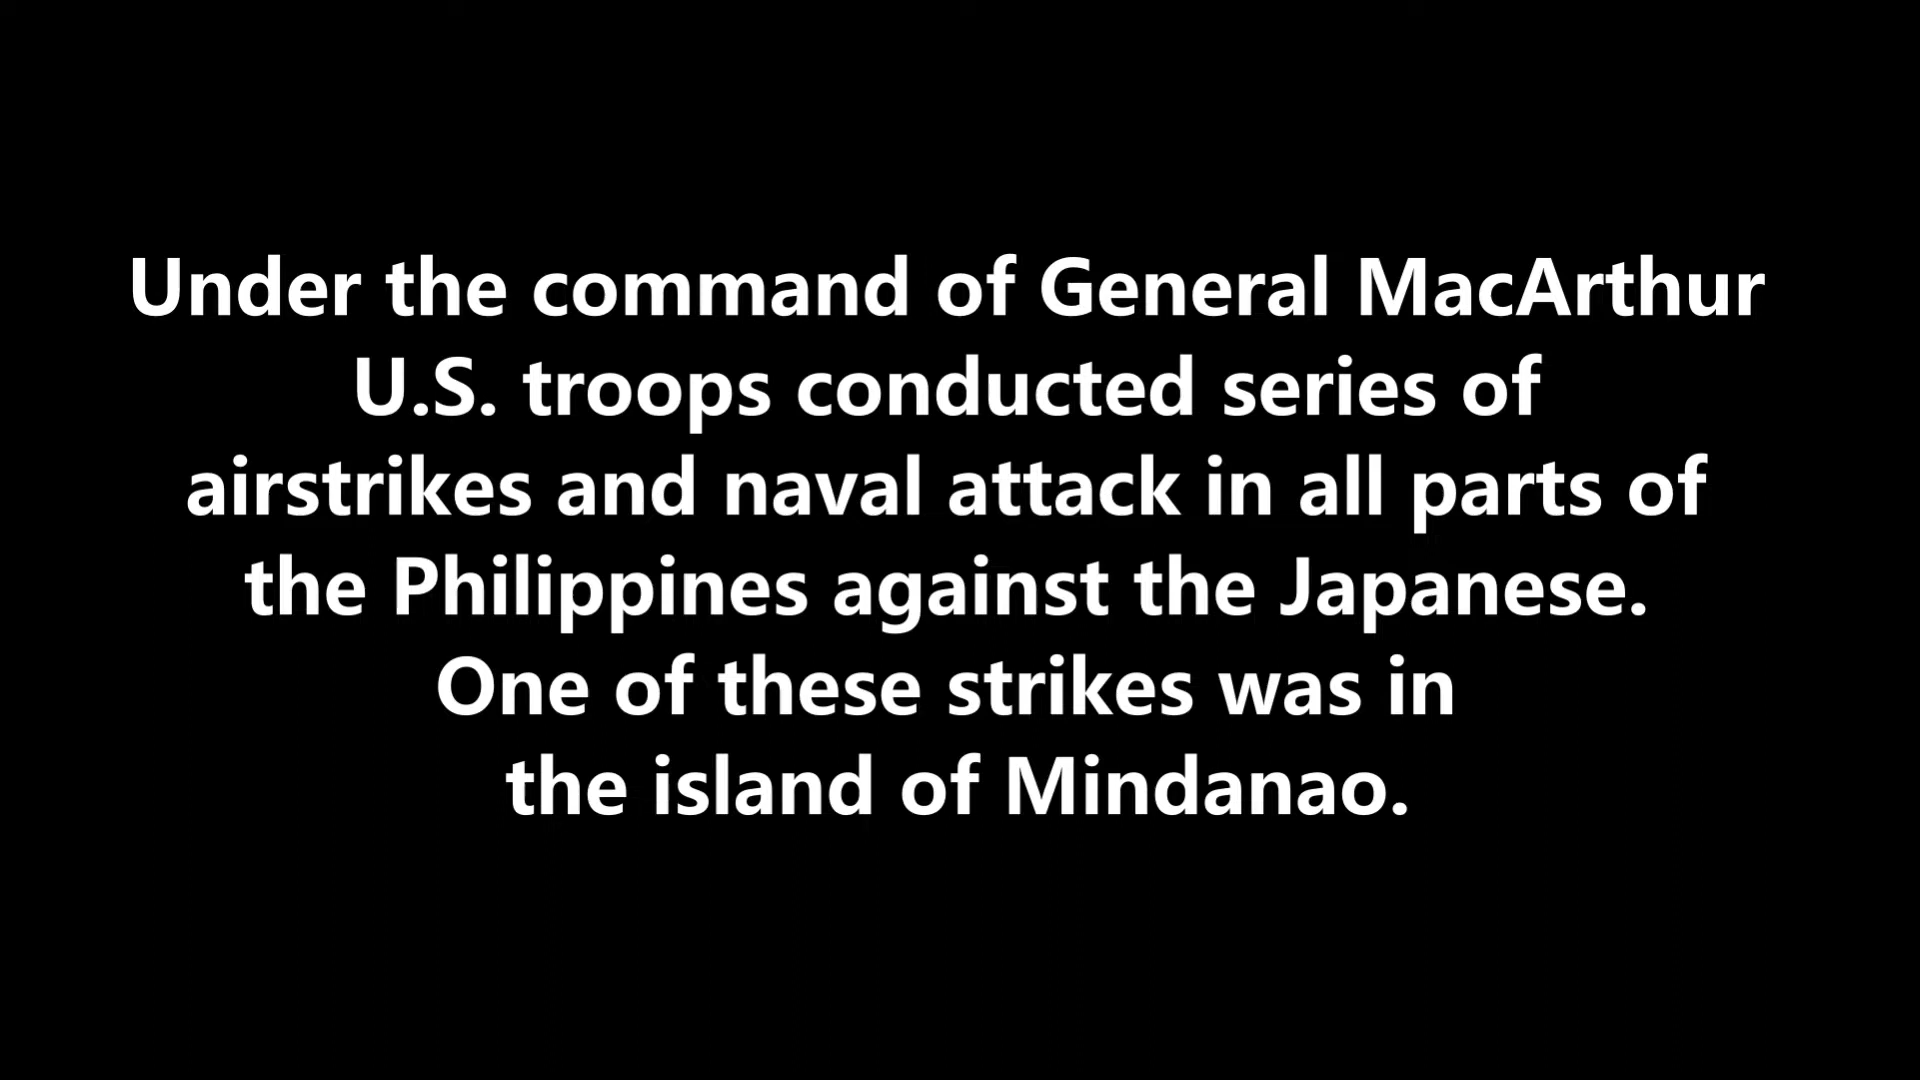 Under the command of General MacArthur
U.S. troops conducted series of
airstrikes and naval attack in all parts of
the Philippines against the Japanese.
One of these strikes was in
the island of Mindanao.